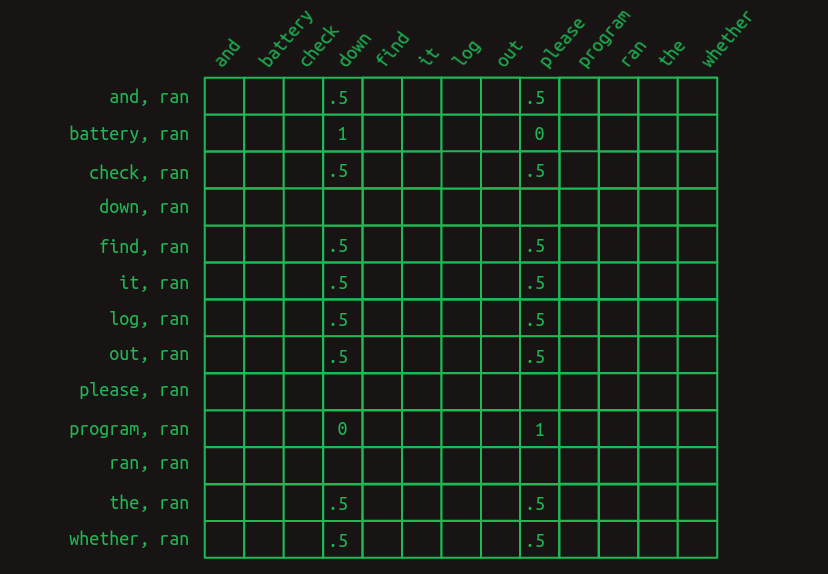 and battery check down find it log out please program ran the whether
and, ran .5 .5
battery, ran 1 0
check, ran .5 .5
down, ran
find, ran .5 .5
it, ran .5 .5
log, ran .5 .5
out, ran .5 .5
please, ran
program, ran 0 1
ran, ran
the, ran .5 .5
whether, ran .5 .5